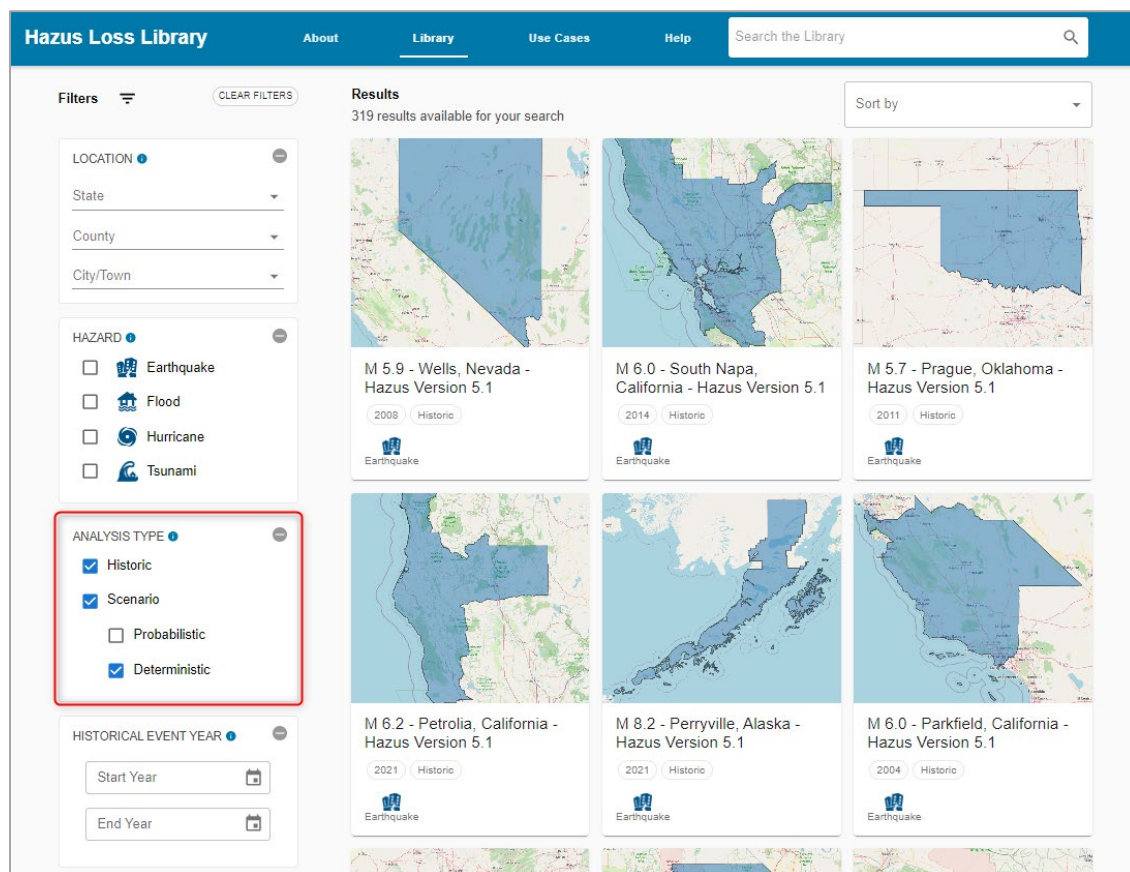 Hazus Loss Library
About
Library
Use Cases
Help
Search the Library
Filters
CLEAR FILTERS
LOCATION
State
County
City/Town
HAZARD
Earthquake
Flood
Hurricane
Tsunami
ANALYSIS TYPE
Historic
Scenario
Probabilistic
Deterministic
HISTORICAL EVENT YEAR
Start Year
End Year
Results
319 results available for your search
Sort by
M 5.9 - Wells, Nevada -
Hazus Version 5.1
2008 Historic
Earthquake
M 6.0 - South Napa,
California - Hazus Version 5.1
2014 Historic
Earthquake
M 5.7 - Prague, Oklahoma -
Hazus Version 5.1
2011 Historic
Earthquake
M 6.2 - Petrolia, California -
Hazus Version 5.1
2021 Historic
Earthquake
M 8.2 - Perryville, Alaska -
Hazus Version 5.1
2021 Historic
Earthquake
M 6.0 - Parkfield, California -
Hazus Version 5.1
2004 Historic
Earthquake